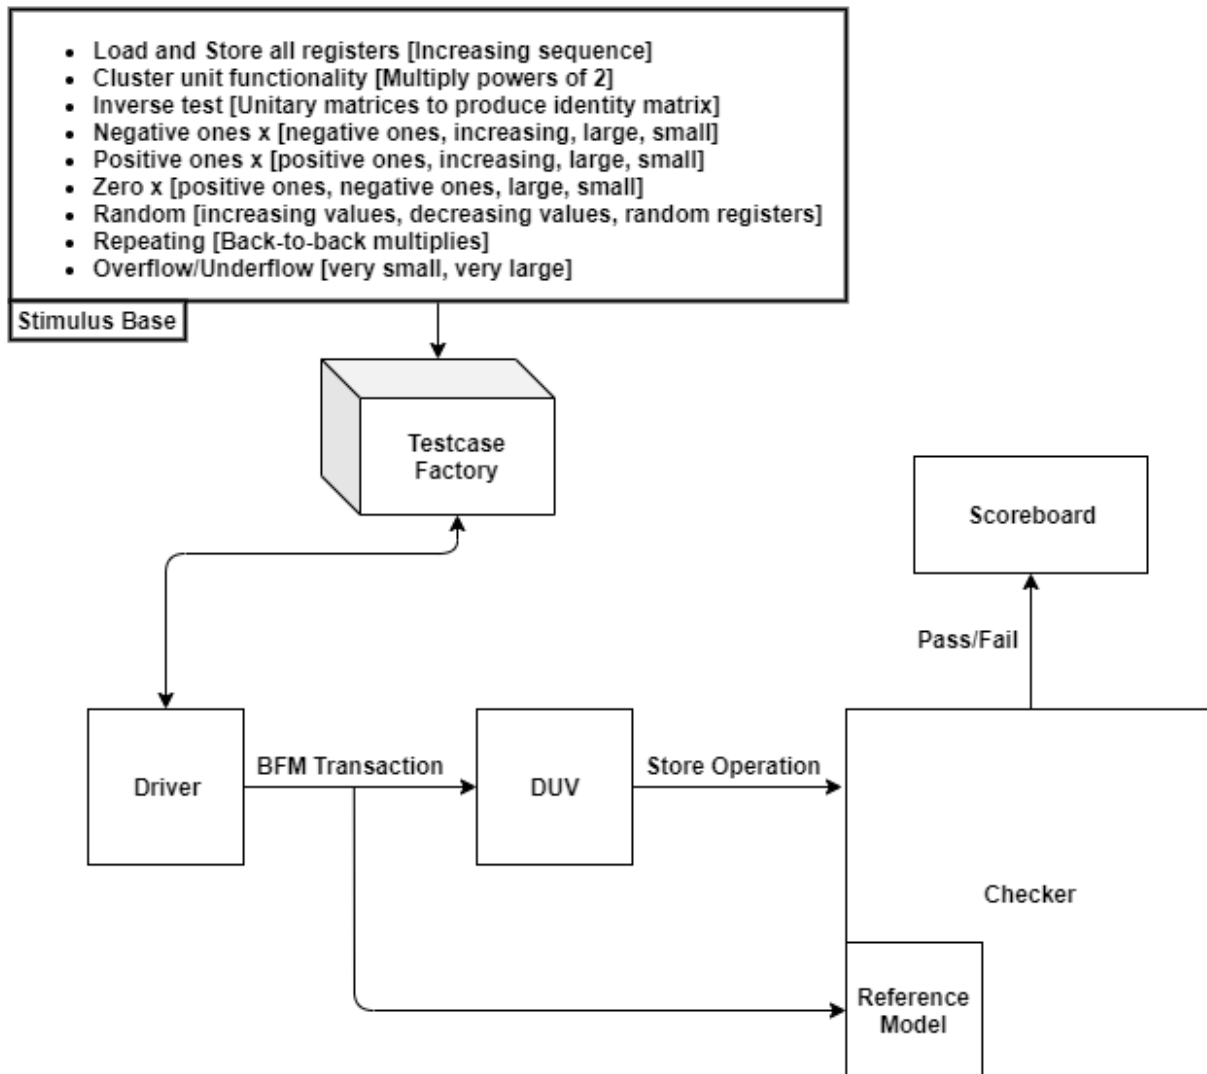 • Load and Store all registers [Increasing sequence]
• Cluster unit functionality [Multiply powers of 2]
• Inverse test [Unitary matrices to produce identity matrix]
• Negative ones x [negative ones, increasing, large, small]
• Positive ones x [positive ones, increasing, large, small]
• Zero x [positive ones, negative ones, large, small]
• Random [increasing values, decreasing values, random registers]
• Repeating [Back-to-back multiplies]
• Overflow/Underflow [very small, very large]
Stimulus Base
Testcase
Factory
Scoreboard
Pass/Fail
Driver
BFM Transaction
DUV
Store Operation
Checker
Reference
Model